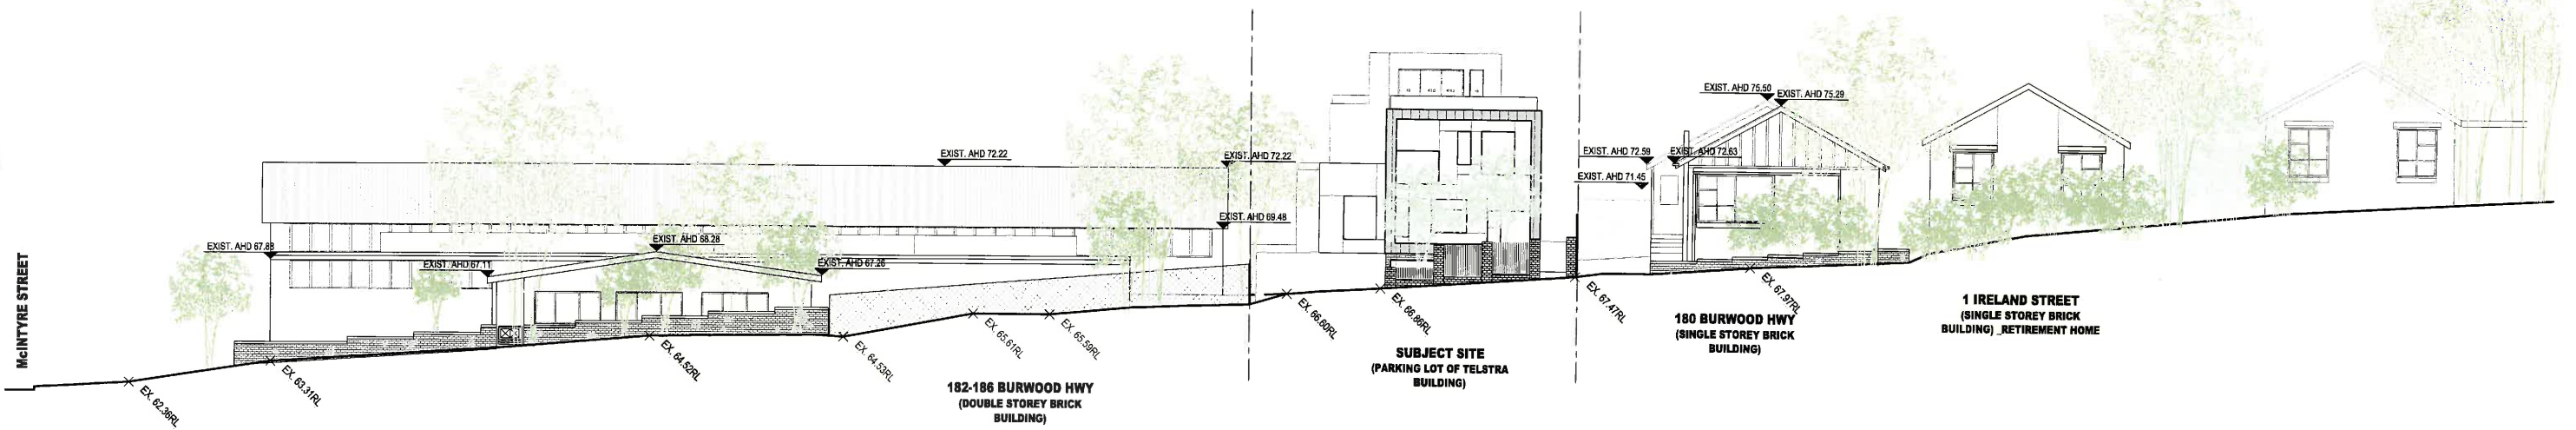 McINTYRE STREET
EXIST. AHD 67.88
EXIST. AHD 67.11
EXIST. AHD 68.28
EXIST. AHD 67.26
EXIST. AHD 72.22
EXIST. AHD 72.22
EXIST. AHD 69.48
EXIST. AHD 72.59
EXIST. AHD 71.45
EXIST. AHD 72.63
EXIST. AHD 75.50
EXIST. AHD 75.29
EX. 62.36RL
EX. 63.31RL
EX. 64.52RL
EX. 64.53RL
EX. 65.61RL
EX. 65.59RL
EX. 66.60RL
EX. 66.86RL
EX. 67.47RL
EX. 67.97RL
182-186 BURWOOD HWY
(DOUBLE STOREY BRICK
BUILDING)
SUBJECT SITE
(PARKING LOT OF TELSTRA
BUILDING)
180 BURWOOD HWY
(SINGLE STOREY BRICK
BUILDING)
1 IRELAND STREET
(SINGLE STOREY BRICK
BUILDING) _RETIREMENT HOME